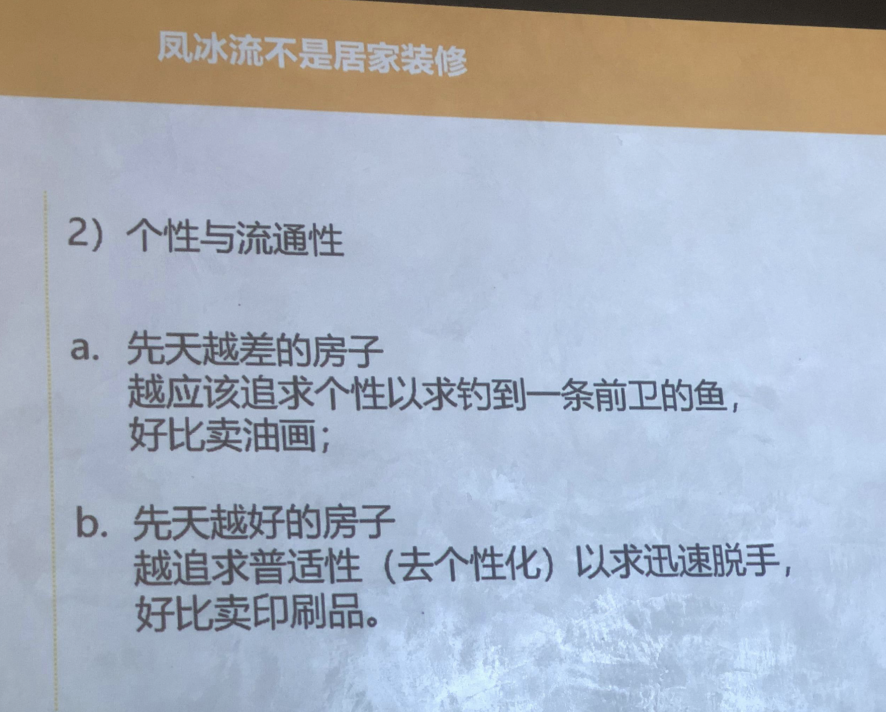 凤冰流不是居家装修
2）个性与流通性
a. 先天越差的房子
越应该追求个性以求钓到一条前卫的鱼，
好比卖油画；
b. 先天越好的房子
越追求普适性（去个性化）以求迅速脱手，
好比卖印刷品。